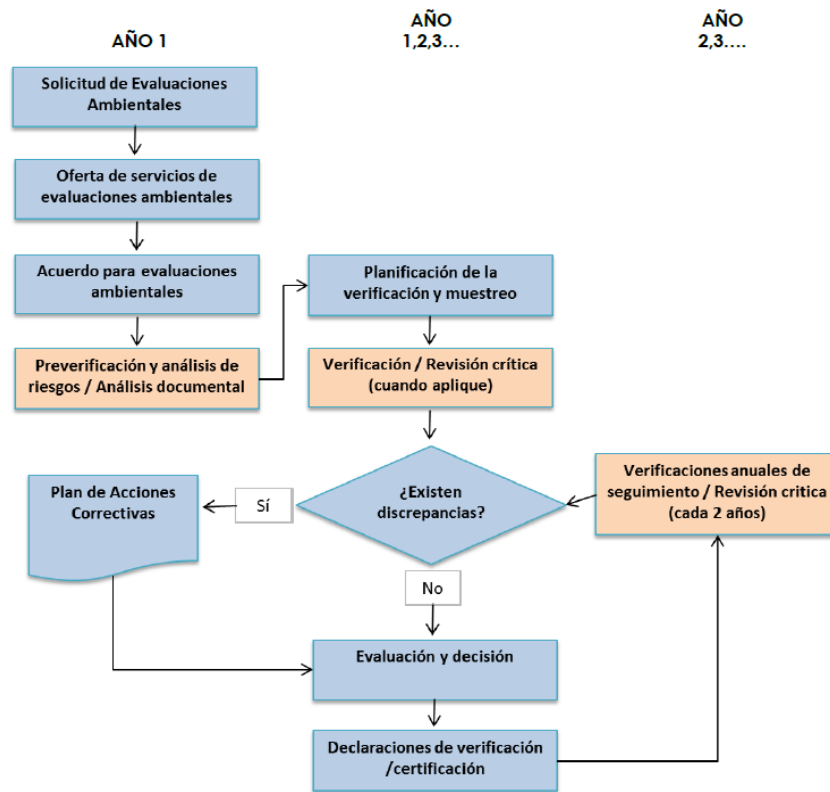 AÑO 1
AÑO
1,2,3...
AÑO
2,3....
Solicitud de Evaluaciones
Ambientales
Oferta de servicios de
evaluaciones ambientales
Acuerdo para evaluaciones
ambientales
Planificación de la
verificación y muestreo
Preverificación y análisis de
riesgos / Análisis documental
Verificación / Revisión crítica
(cuando aplique)
Plan de Acciones
Correctivas
Sí
¿Existen
discrepancias?
Verificaciones anuales de
seguimiento / Revisión critica
(cada 2 años)
No
Evaluación y decisión
Declaraciones de verificación
/certificación